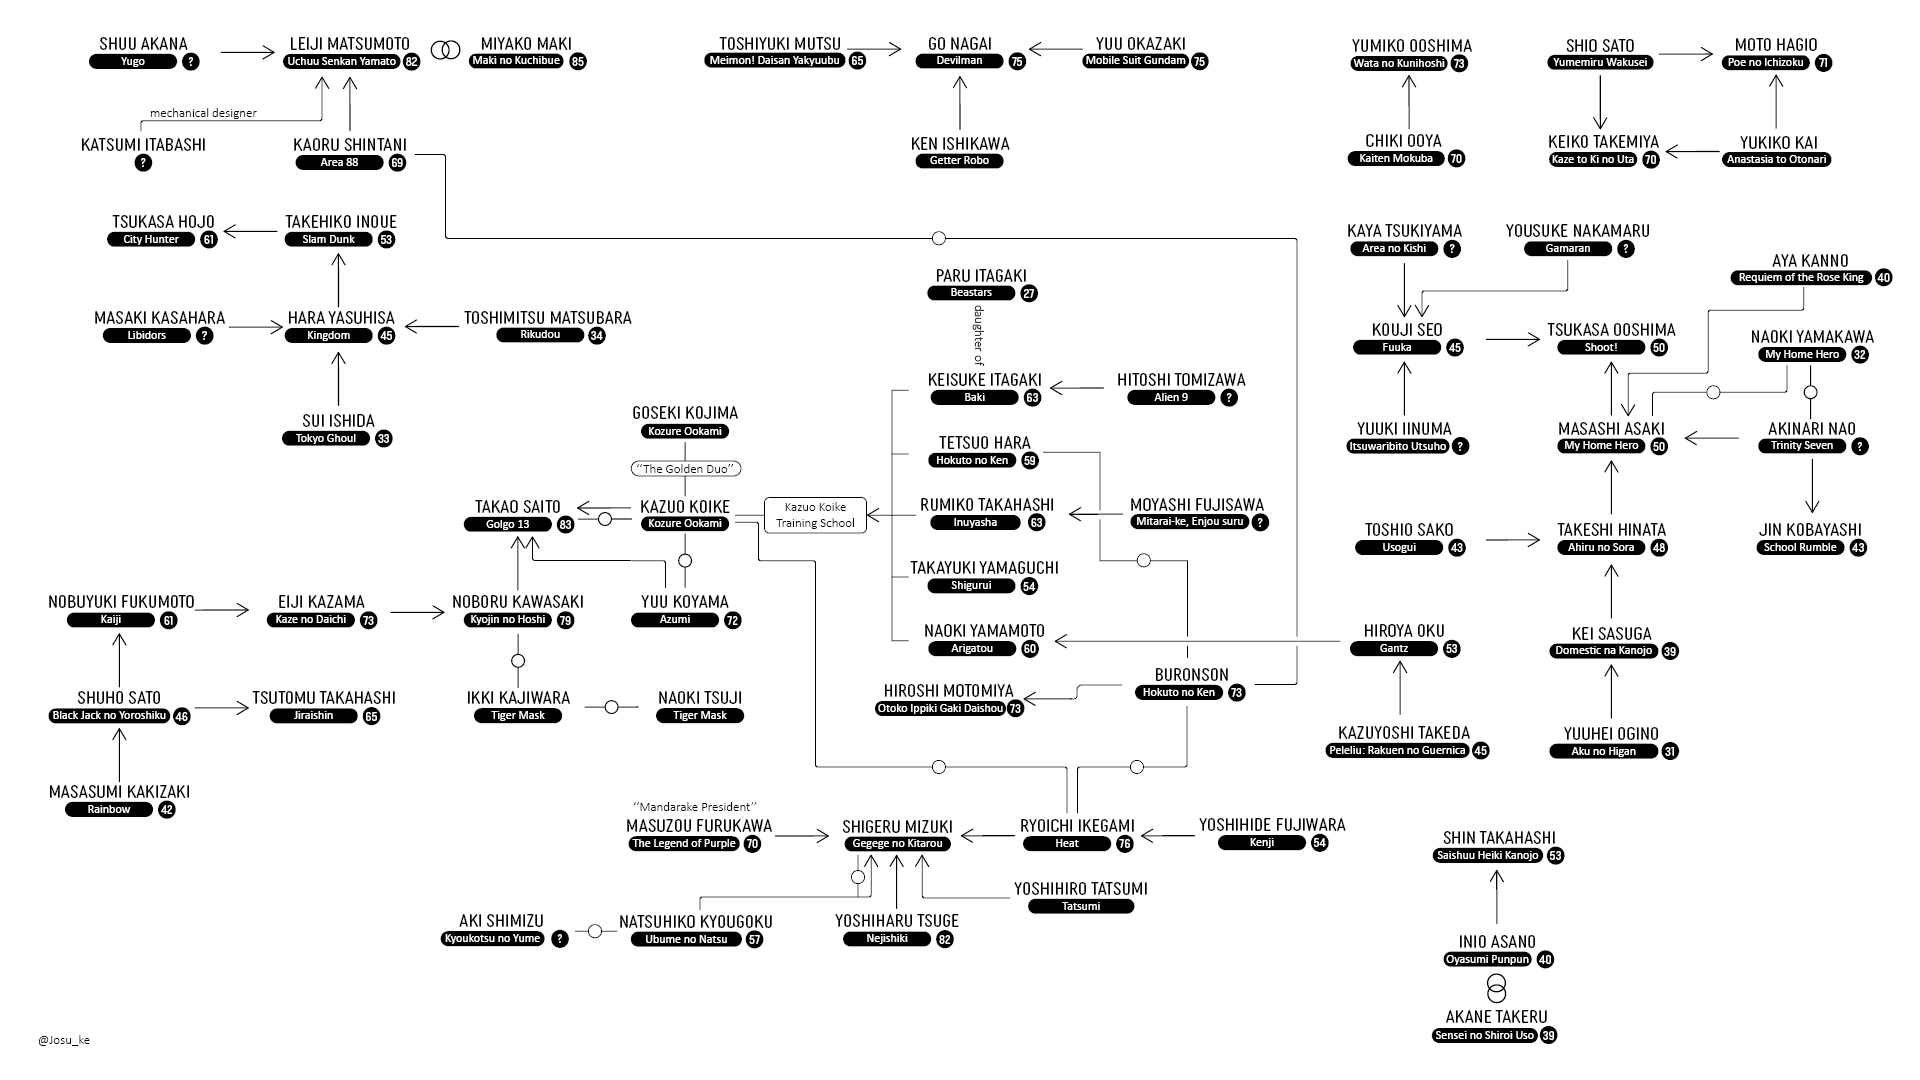 SHUU AKANA
Yugo ?
LEIJI MATSUMOTO
Uchuu Senkan Yamato 82
MIYAKO MAKI
Maki no Kuchibue 85
TOSHIYUKI MUTSU
Meimon! Daisan Yakyuubu 65
GO NAGAI
Devilman 75
YUU OKAZAKI
Mobile Suit Gundam 75
YUMIKO OOSHIMA
Wata no Kunihoshi 73
SHIO SATO
Yumemiru Wakusei
MOTO HAGIO
Poe no Ichizoku 71
mechanical designer
KATSUMI ITABASHI
?
KAORU SHINTANI
Area 88 69
KEN ISHIKAWA
Getter Robo
CHIKI OOYA
Kaiten Mokuba 70
KEIKO TAKEMIYA
Kaze to Ki no Uta 70
YUKIKO KAI
Anastasia to Otonari
TSUKASA HOJO
City Hunter 61
TAKEHIKO INOUE
Slam Dunk 53
KAYA TSUKIYAMA
Area no Kishi ?
YOUSUKE NAKAMARU
Gamaran ?
AYA KANNO
Requiem of the Rose King 40
PARU ITAGAKI
Beastars 27
daughter of
MASAKI KASAHARA
Libidors ?
HARA YASUHISA
Kingdom 45
TOSHIMITSU MATSUBARA
Rikudou 34
KOUJI SEO
Fuuka 45
TSUKASA OOSHIMA
Shoot! 50
NAOKI YAMAKAWA
My Home Hero 32
KEISUKE ITAGAKI
Baki 63
HITOSHI TOMIZAWA
Alien 9 ?
SUI ISHIDA
Tokyo Ghoul 33
GOSEKI KOJIMA
Kozure Ookami
"The Golden Duo"
TETSUO HARA
Hokuto no Ken 59
YUUKI IINUMA
Itsuwaribito Utsuho ?
MASASHI ASAKI
My Home Hero 50
AKINARI NAO
Trinity Seven ?
TAKAO SAITO
Golgo 13 83
KAZUO KOIKE
Kozure Ookami
Kazuo Koike
Training School
RUMIKO TAKAHASHI
Inuyasha 63
MOYASHI FUJISAWA
Mitarai-ke, Enjou suru ?
TOSHIO SAKO
Usogui 43
TAKESHI HINATA
Ahiru no Sora 48
JIN KOBAYASHI
School Rumble 43
TAKAYUKI YAMAGUCHI
Shigurui 54
NOBUYUKI FUKUMOTO
Kaiji 61
EIJI KAZAMA
Kaze no Daichi 73
NOBORU KAWASAKI
Kyojin no Hoshi 79
YUU KOYAMA
Azumi 72
NAOKI YAMAMOTO
Arigatou 60
HIROYA OKU
Gantz 53
KEI SASUGA
Domestic na Kanojo 39
SHUHO SATO
Black Jack no Yoroshiku 46
TSUTOMU TAKAHASHI
Jiraishin 65
IKKI KAJIWARA
Tiger Mask
NAOKI TSUJI
Tiger Mask
HIROSHI MOTOMIYA
Otoko Ippiki Gaki Daishou 73
BURONSON
Hokuto no Ken 73
KAZUYOSHI TAKEDA
Peleliu: Rakuen no Guernica 45
YUUHEI OGINO
Aku no Higan 31
MASASUMI KAKIZAKI
Rainbow 42
"Mandarake President"
MASUZOU FURUKAWA
The Legend of Purple 70
SHIGERU MIZUKI
Gegege no Kitarou
RYOICHI IKEGAMI
Heat 76
YOSHIHIDE FUJIWARA
Kenji 54
SHIN TAKAHASHI
Saishuu Heiki Kanojo 53
YOSHIHIRO TATSUMI
Tatsumi
AKI SHIMIZU
Kyoukotsu no Yume ?
NATSUHIKO KYOUGOKU
Ubume no Natsu 57
YOSHIHARU TSUGE
Nejishiki 82
INIO ASANO
Oyasumi Punpun 40
AKANE TAKERU
Sensei no Shiroi Uso 39
@Josu_ke